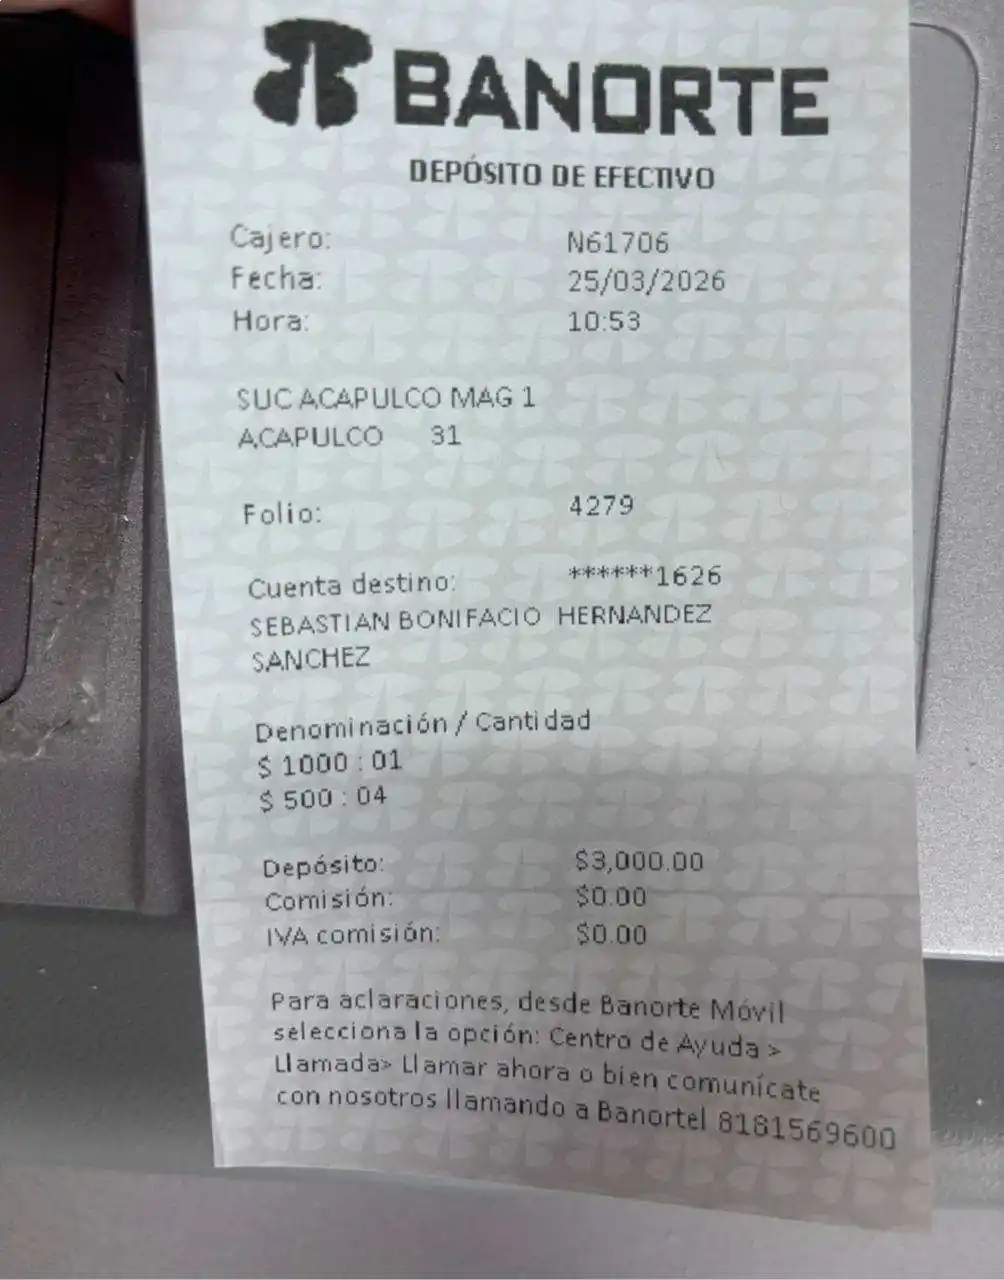 BANORTE
DEPÓSITO DE EFECTIVO
Cajero: N61706
Fecha: 25/03/2026
Hora: 10:53
SUC ACAPULCO MAG 1
ACAPULCO 31
Folio: 4279
Cuenta destino: ******1626
SEBASTIAN BONIFACIO HERNANDEZ
SANCHEZ
Denominación / Cantidad
$ 1000 : 01
$ 500 : 04
Depósito: $3,000.00
Comisión: $0.00
IVA comisión: $0.00
Para aclaraciones, desde Banorte Móvil
selecciona la opción: Centro de Ayuda >
Llamada> Llamar ahora o bien comunícate
con nosotros llamando a Banortel 8181569600